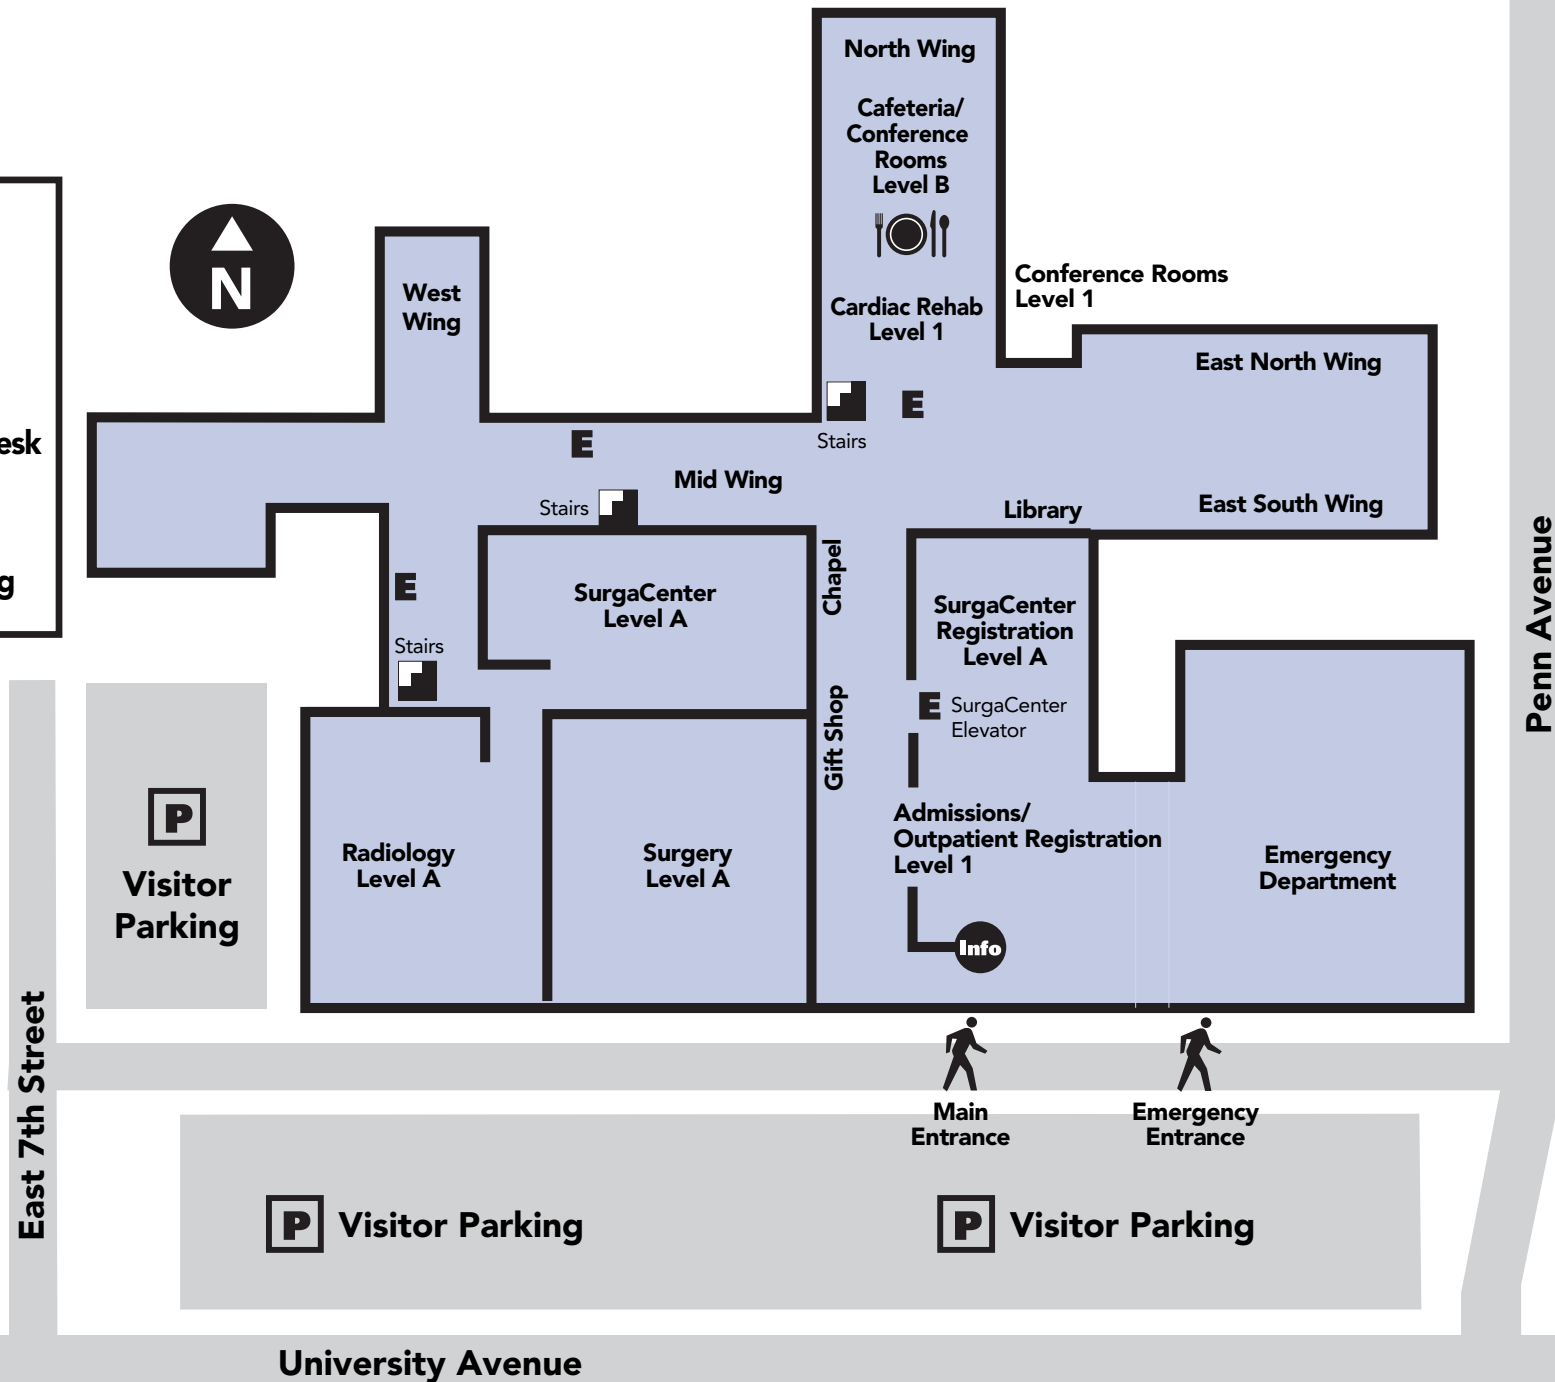 North Wing
Cafeteria/
Conference
Rooms
Level B
Conference Rooms
Level 1
N
West
Wing
Cardiac Rehab
Level 1
East North Wing
E
Stairs
esk
E
Mid Wing
Stairs
Library
East South Wing
g
E
Stairs
SurgaCenter
Level A
Chapel
SurgaCenter
Registration
Level A
Penn Avenue
Gift Shop
E SurgaCenter
Elevator
P
Visitor
Parking
Radiology
Level A
Surgery
Level A
Admissions/
Outpatient Registration
Level 1
Emergency
Department
Info
East 7th Street
Main
Entrance
Emergency
Entrance
P Visitor Parking
P Visitor Parking
University Avenue